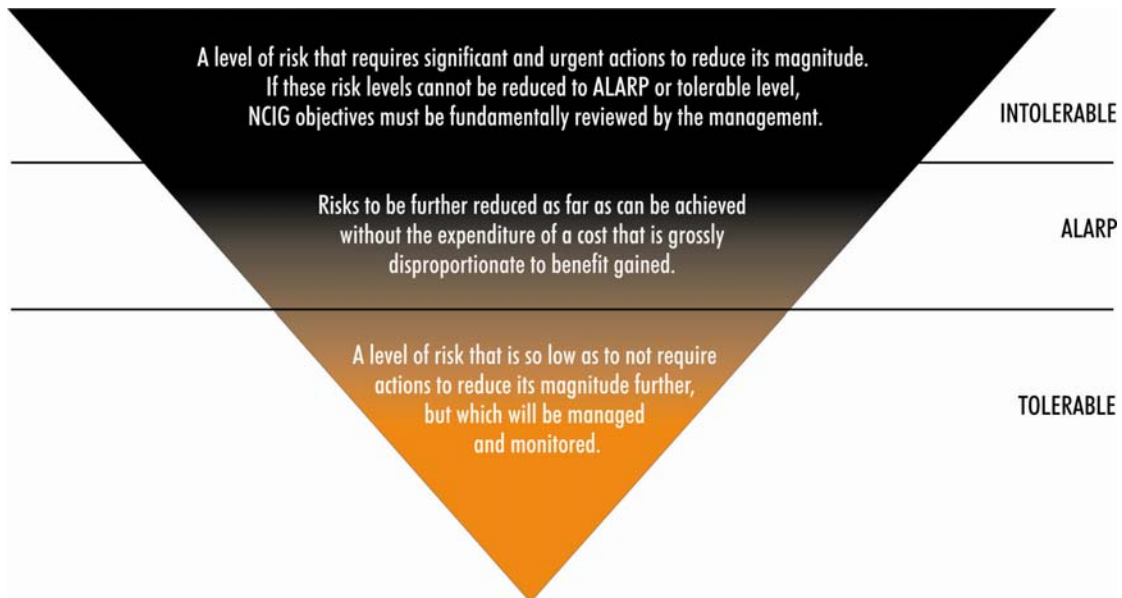 A level of risk that requires significant and urgent actions to reduce its magnitude.
If these risk levels cannot be reduced to ALARP or tolerable level,
NCIG objectives must be fundamentally reviewed by the management.
INTOLERABLE
Risks to be further reduced as far as can be achieved
without the expenditure of a cost that is grossly
disproportionate to benefit gained.
ALARP
A level of risk that is so low as to not require
actions to reduce its magnitude further,
but which will be managed
and monitored.
TOLERABLE